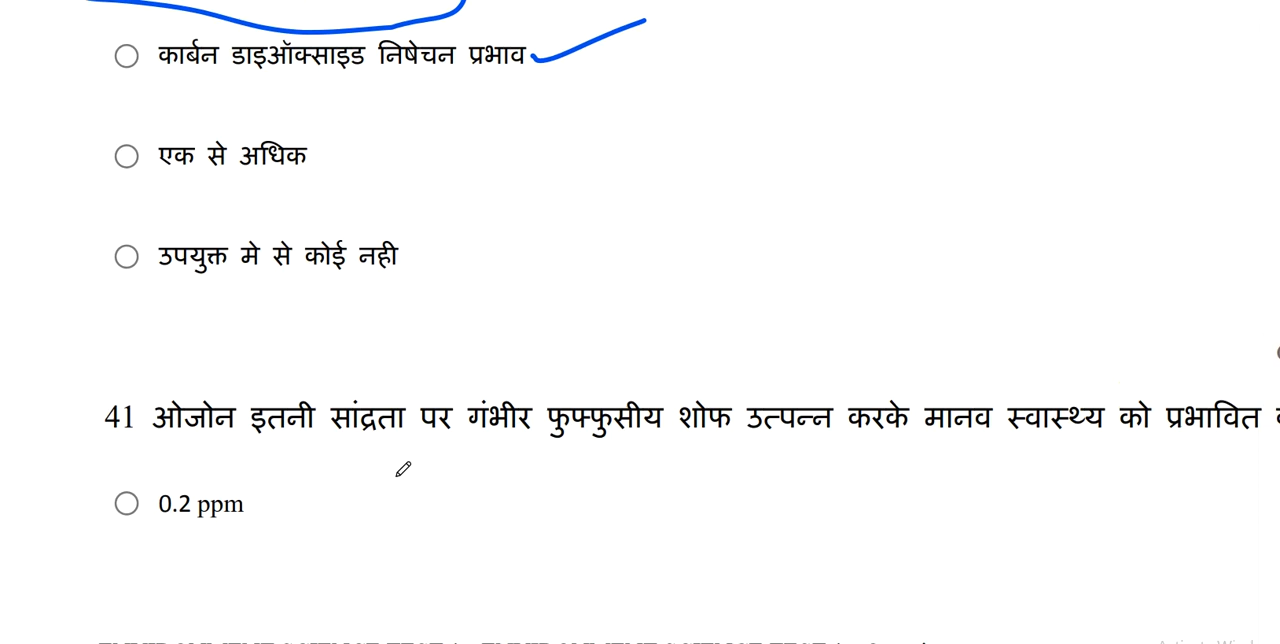 कार्बन डाइऑक्साइड निषेचन प्रभाव
एक से अधिक
उपयुक्त मे से कोई नही
41 ओजोन इतनी सांद्रता पर गंभीर फुफ्फुसीय शोफ उत्पन्न करके मानव स्वास्थ्य को प्रभावित
0.2 ppm